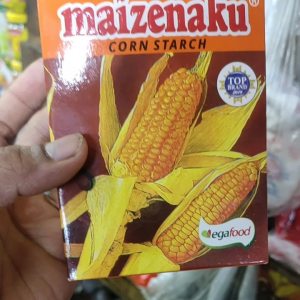 maizenaku®
CORN STARCH
TOP
BRAND
egafood